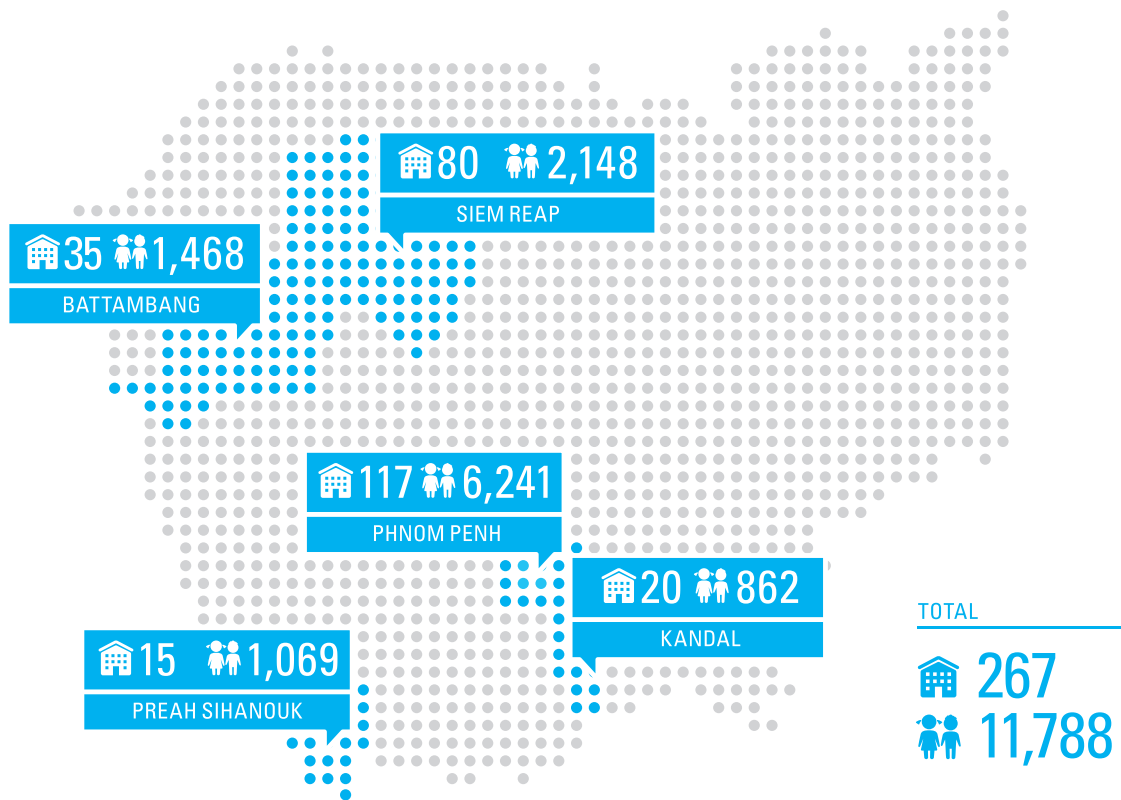 80 2,148
SIEM REAP
35 1,468
BATTAMBANG
117 6,241
PHNOM PENH
20 862
KANDAL
15 1,069
PREAH SIHANOUK
TOTAL
267
11,788